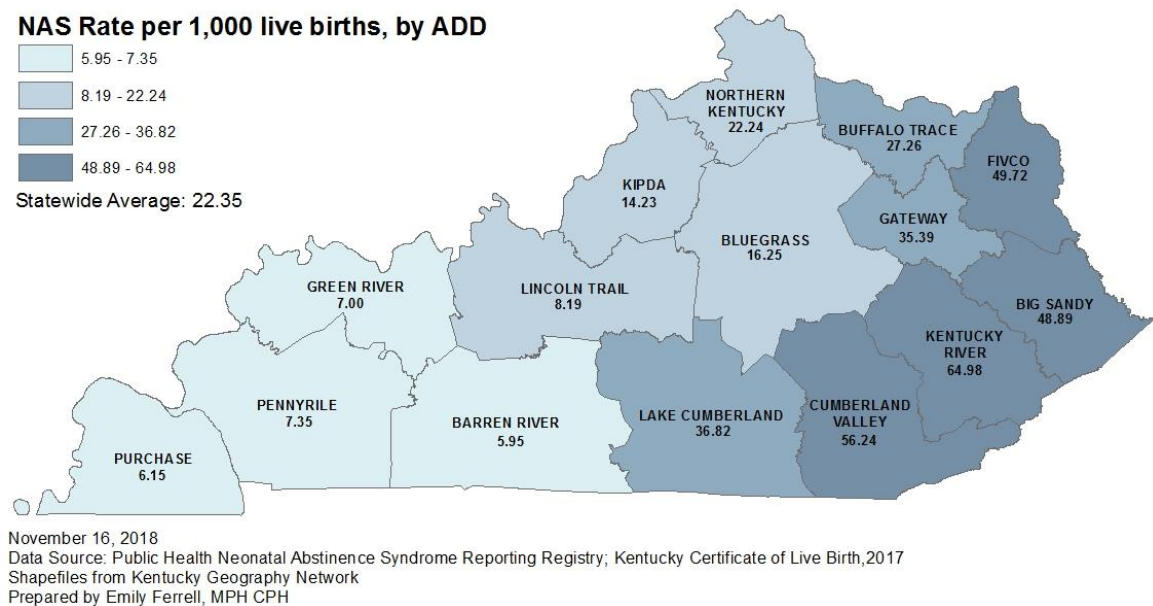 NAS Rate per 1,000 live births, by ADD
5.95 - 7.35
8.19 - 22.24
27.26 - 36.82
48.89 - 64.98
Statewide Average: 22.35
NORTHERN
KENTUCKY
22.24
BUFFALO TRACE
27.26
FIVCO
49.72
KIPDA
14.23
GATEWAY
35.39
BLUEGRASS
16.25
GREEN RIVER
7.00
LINCOLN TRAIL
8.19
BIG SANDY
48.89
KENTUCKY
RIVER
64.98
PENNYRILE
7.35
BARREN RIVER
5.95
LAKE CUMBERLAND
36.82
CUMBERLAND
VALLEY
56.24
PURCHASE
6.15
November 16, 2018
Data Source: Public Health Neonatal Abstinence Syndrome Reporting Registry; Kentucky Certificate of Live Birth,2017
Shapefiles from Kentucky Geography Network
Prepared by Emily Ferrell, MPH CPH